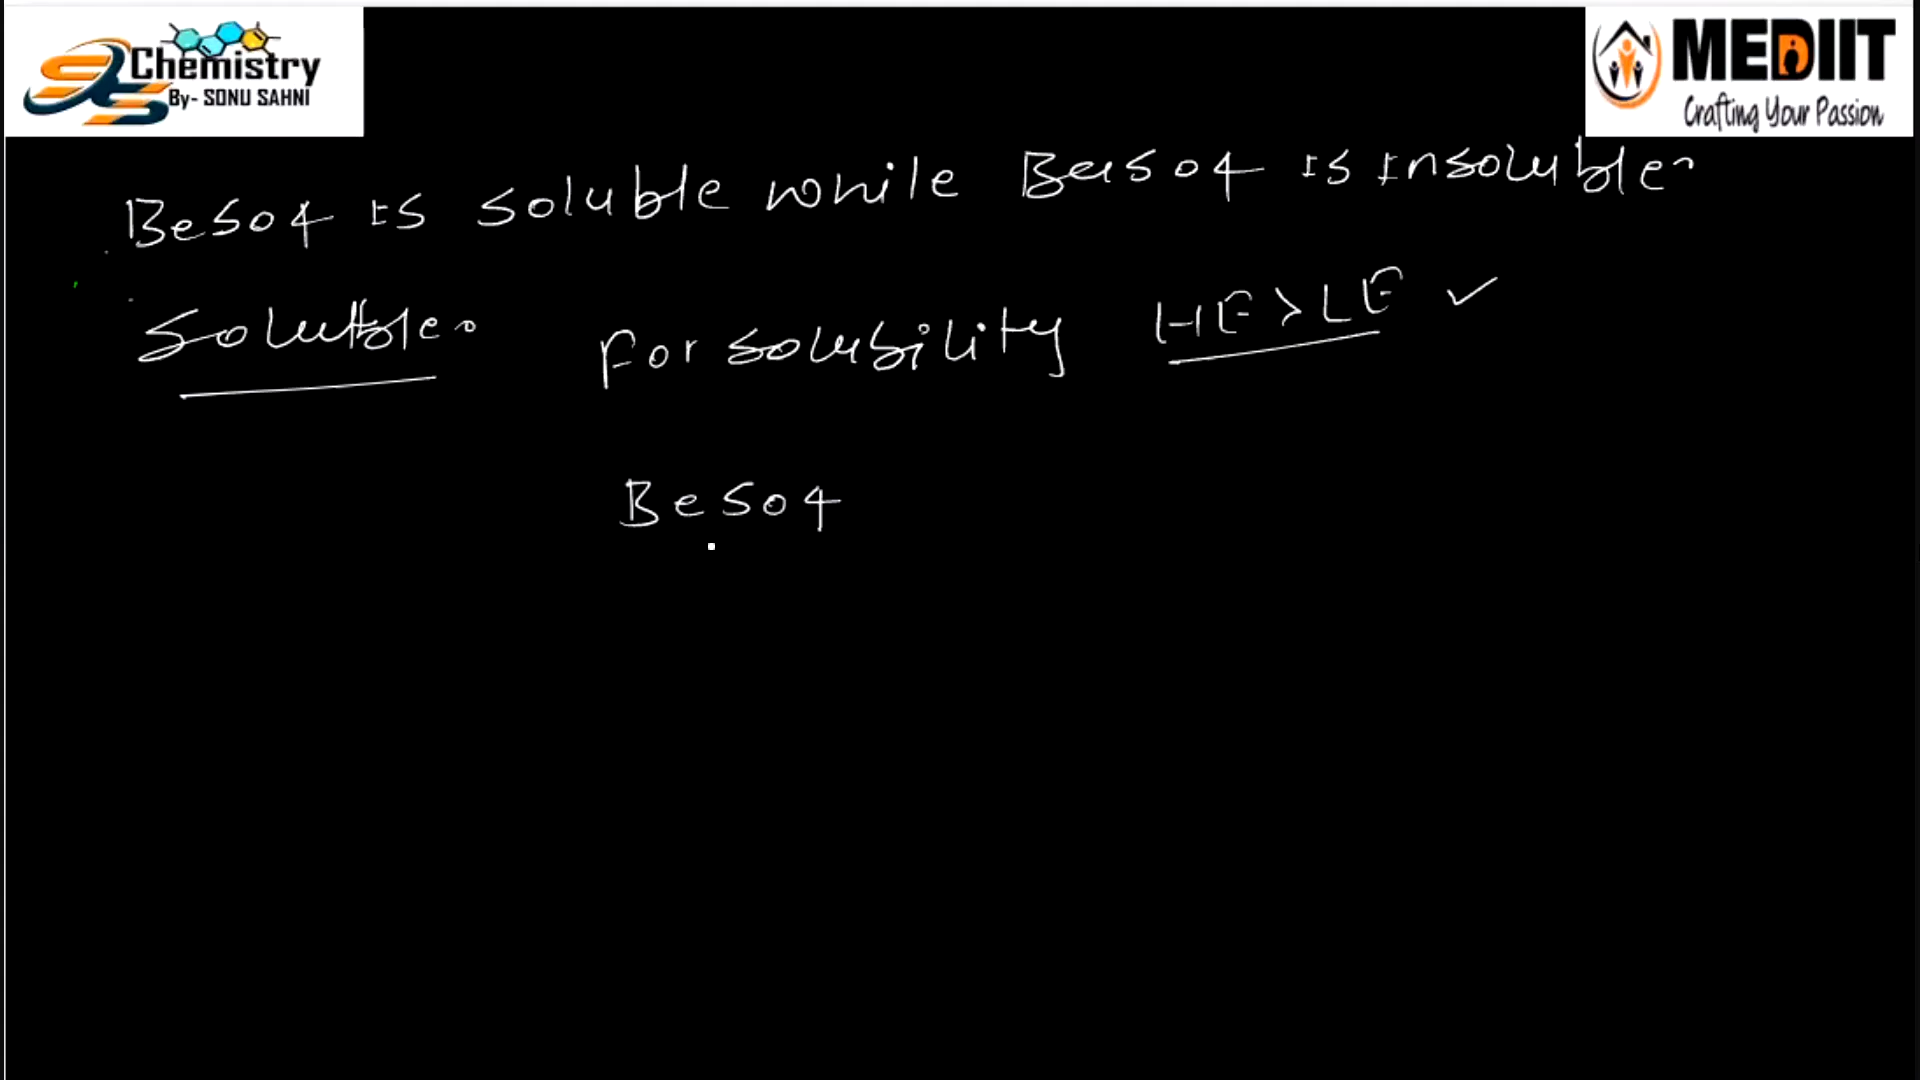 Chemistry
By- SONU SAHNI
MEDIIT
Crafting Your Passion
BeSO4 is soluble while BaSO4 is insoluble
Soluble
For solubility HE>LE ✓
BeSO4